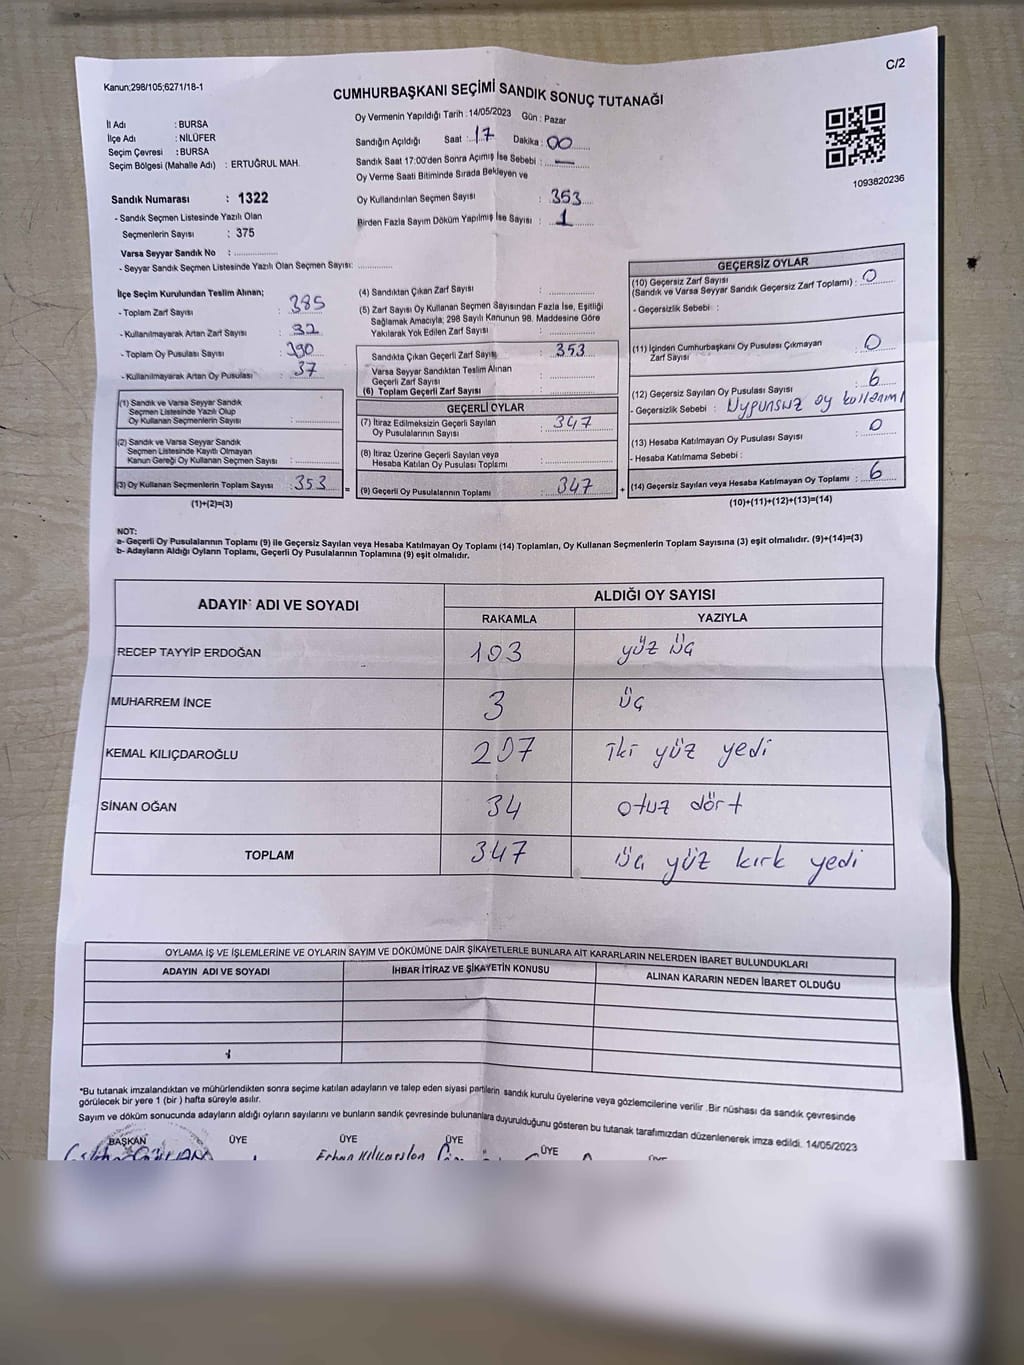 C/2
Kanun;298/105;6271/18-1
CUMHURBAŞKANI SEÇİMİ SANDIK SONUÇ TUTANAĞI
İl Adı : BURSA
İlçe Adı : NİLÜFER
Seçim Çevresi : BURSA
Seçim Bölgesi (Mahalle Adı) : ERTUĞRUL MAH.
Sandık Numarası : 1322
- Sandık Seçmen Listesinde Yazılı Olan
Seçmenlerin Sayısı : 375
Varsa Seyyar Sandık No : ..............
- Seyyar Sandık Seçmen Listesinde Yazılı Olan Seçmen Sayısı: ............
Oy Vermenin Yapıldığı Tarih : 14/05/2023 Gün : Pazar
Sandığın Açıldığı Saat : 17 Dakika : 00
Sandık Saat 17:00'den Sonra Açımış İse Sebebi : —
Oy Verme Saati Bitiminde Sırada Bekleyen ve
Oy Kullandırılan Seçmen Sayısı : 353
Birden Fazla Sayım Döküm Yapılmış İse Sayısı : 1
1093820236
İlçe Seçim Kurulundan Teslim Alınan;
- Toplam Zarf Sayısı : 385
- Kullanılmayarak Artan Zarf Sayısı : 32
- Toplam Oy Pusulası Sayısı : 390
- Kullanılmayarak Artan Oy Pusulası : 37
(1) Sandık ve Varsa Seyyar Sandık
Seçmen Listesinde Yazılı Olup
Oy Kullanan Seçmenlerin Sayısı : ............
(2) Sandık ve Varsa Seyyar Sandık
Seçmen Listesinde Kayıtlı Olmayan
Kanun Gereği Oy Kullanan Seçmen Sayısı : ............
(3) Oy Kullanan Seçmenlerin Toplam Sayısı : 353 =
(1)+(2)=(3)
(4) Sandıktan Çıkan Zarf Sayısı : ............
(5) Zarf Sayısı Oy Kullanan Seçmen Sayısından Fazla İse, Eşitliği
Sağlamak Amacıyla; 298 Sayılı Kanunun 98. Maddesine Göre
Yakılarak Yok Edilen Zarf Sayısı : ............
Sandıkta Çıkan Geçerli Zarf Sayısı : 353
Varsa Seyyar Sandıktan Teslim Alınan
Geçerli Zarf Sayısı : ............
(6) Toplam Geçerli Zarf Sayısı : ............
GEÇERLİ OYLAR
(7) İtiraz Edilmeksizin Geçerli Sayılan
Oy Pusulalarının Sayısı : 347
(8) İtiraz Üzerine Geçerli Sayılan veya
Hesaba Katılan Oy Pusulası Toplamı : ............
(9) Geçerli Oy Pusulalarının Toplamı : 347 +
GEÇERSİZ OYLAR
(10) Geçersiz Zarf Sayısı
(Sandık ve Varsa Seyyar Sandık Geçersiz Zarf Toplamı) : 0
- Geçersizlik Sebebi :
(11) İçinden Cumhurbaşkanı Oy Pusulası Çıkmayan
Zarf Sayısı : 0
(12) Geçersiz Sayılan Oy Pusulası Sayısı : 6
- Geçersizlik Sebebi : Uygunsuz oy kullanımı
(13) Hesaba Katılmayan Oy Pusulası Sayısı : 0
- Hesaba Katılmama Sebebi :
(14) Geçersiz Sayılan veya Hesaba Katılmayan Oy Toplamı : 6
(10)+(11)+(12)+(13)=(14)
NOT:
a- Geçerli Oy Pusulalarının Toplamı (9) ile Geçersiz Sayılan veya Hesaba Katılmayan Oy Toplamı (14) Toplamları, Oy Kullanan Seçmenlerin Toplam Sayısına (3) eşit olmalıdır. (9)+(14)=(3)
b- Adayların Aldığı Oyların Toplamı, Geçerli Oy Pusulalarının Toplamına (9) eşit olmalıdır.
ADAYIN ADI VE SOYADI ALDIĞI OY SAYISI
RAKAMLA YAZIYLA
RECEP TAYYİP ERDOĞAN 103 yüz üç
MUHARREM İNCE 3 üç
KEMAL KILIÇDAROĞLU 207 iki yüz yedi
SİNAN OĞAN 34 otuz dört
TOPLAM 347 üç yüz kırk yedi
OYLAMA İŞ VE İŞLEMLERİNE VE OYLARIN SAYIM VE DÖKÜMÜNE DAİR ŞİKAYETLERLE BUNLARA AİT KARARLARIN NELERDEN İBARET BULUNDUKLARI
ADAYIN ADI VE SOYADI İHBAR İTİRAZ VE ŞİKAYETİN KONUSU ALINAN KARARIN NEDEN İBARET OLDUĞU
*Bu tutanak imzalandıktan ve mühürlendikten sonra seçime katılan adayların ve talep eden siyasi partilerin sandık kurulu üyelerine veya gözlemcilerine verilir .Bir nüshası da sandık çevresinde
görülecek bir yere 1 (bir ) hafta süreyle asılır.
Sayım ve döküm sonucunda adayların aldığı oyların sayılarını ve bunların sandık çevresinde bulunanlara duyurulduğunu gösteren bu tutanak tarafımızdan düzenlenerek imza edildi. 14/05/2023
BAŞKAN ÜYE ÜYE ÜYE ÜYE
Erhan